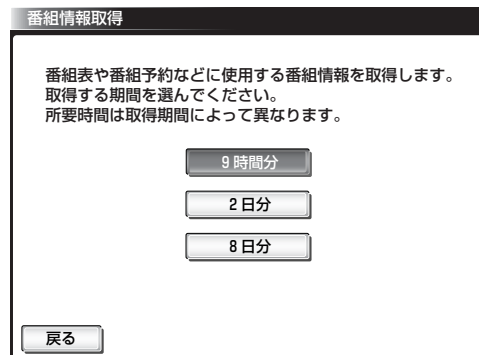 番組情報取得
番組表や番組予約などに使用する番組情報を取得します。
取得する期間を選んでください。
所要時間は取得期間によって異なります。
9時間分
2日分
8日分
戻る